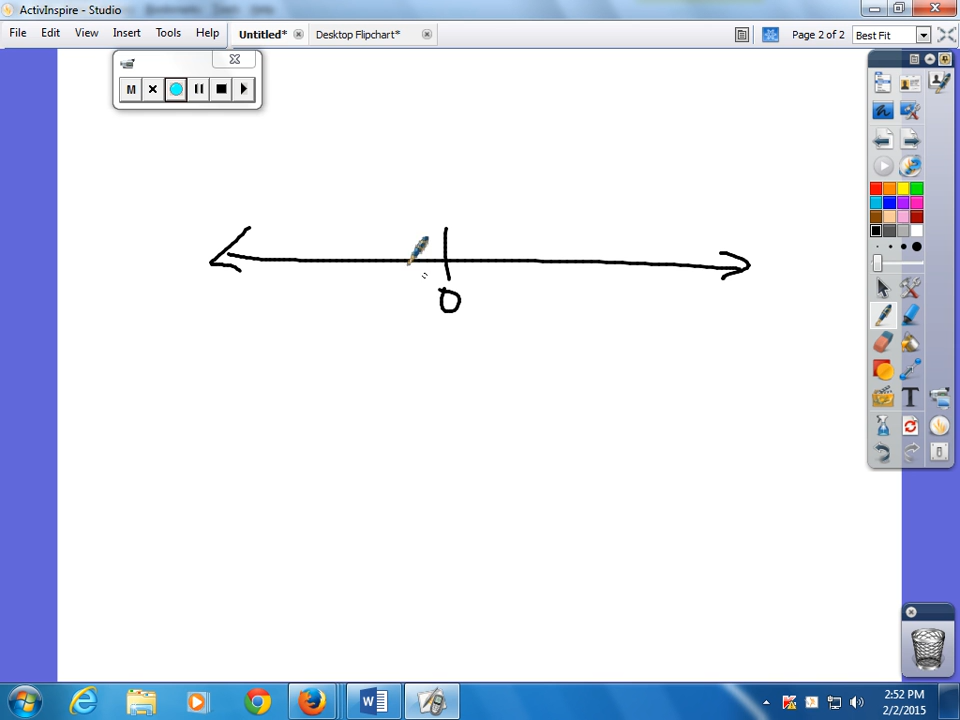 ActivInspire - Studio
File Edit View Insert Tools Help Untitled* Desktop Flipchart* Page 2 of 2 Best Fit
M
0
T
W
2:52 PM
2/2/2015